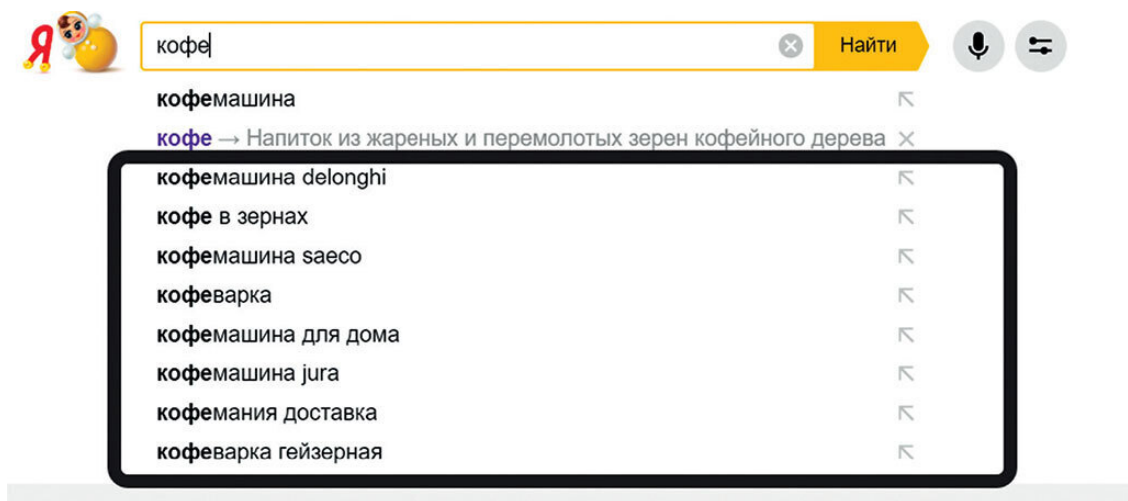 Я
кофе
Найти
кофемашина
кофе → Напиток из жареных и перемолотых зерен кофейного дерева
кофемашина delonghi
кофе в зернах
кофемашина saeco
кофеварка
кофемашина для дома
кофемашина jura
кофемания доставка
кофеварка гейзерная